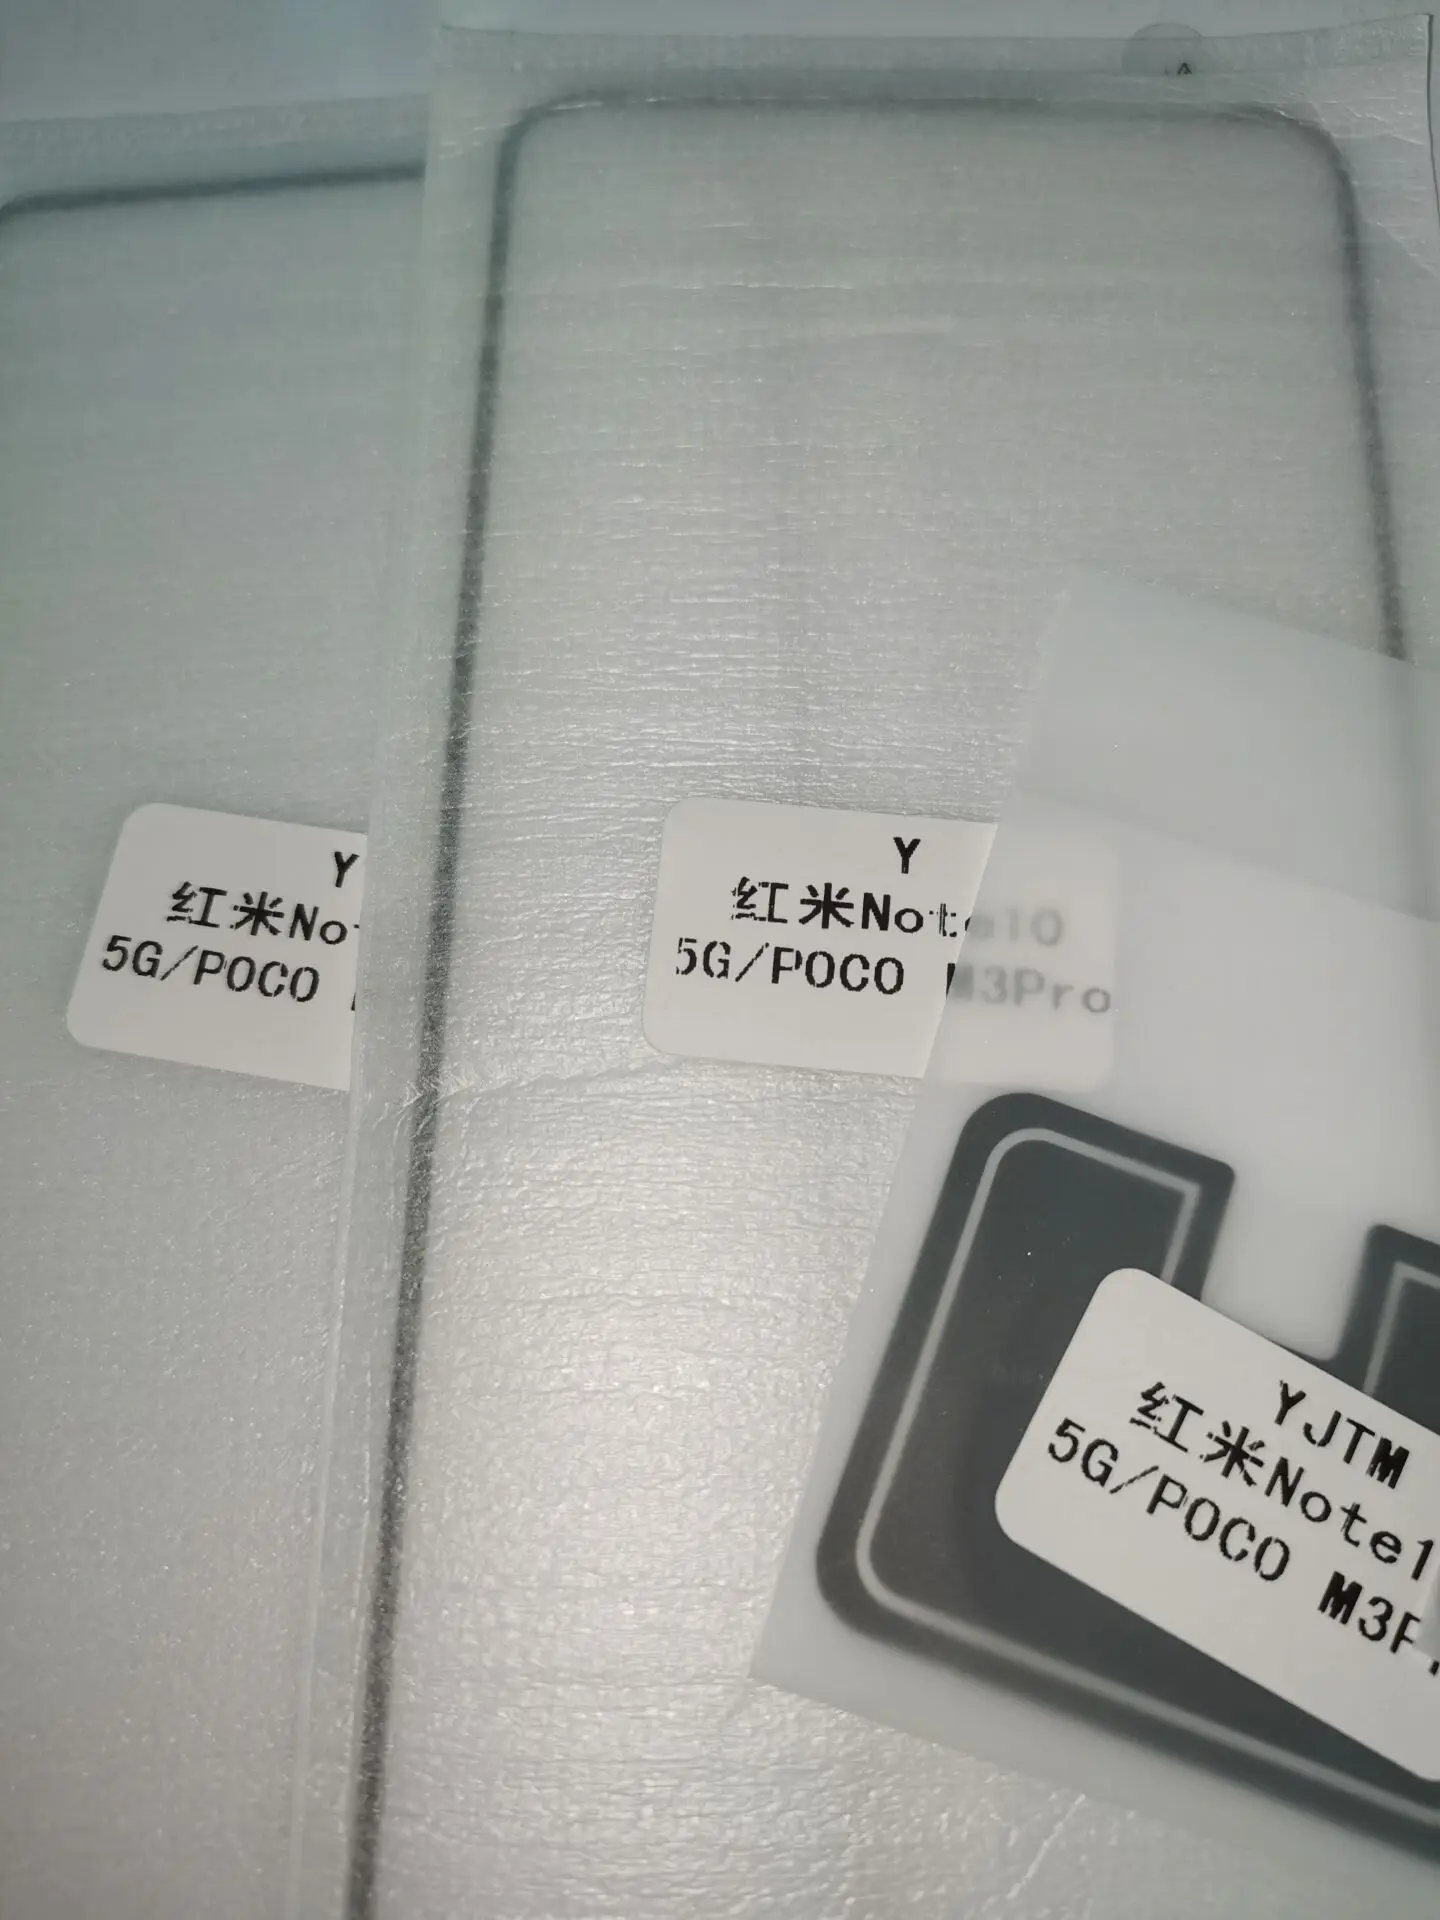 Y
红米No
5G/POCO
Y
红米Note10
5G/POCO M3Pro
YJTM
红米Note1
5G/POCO M3P